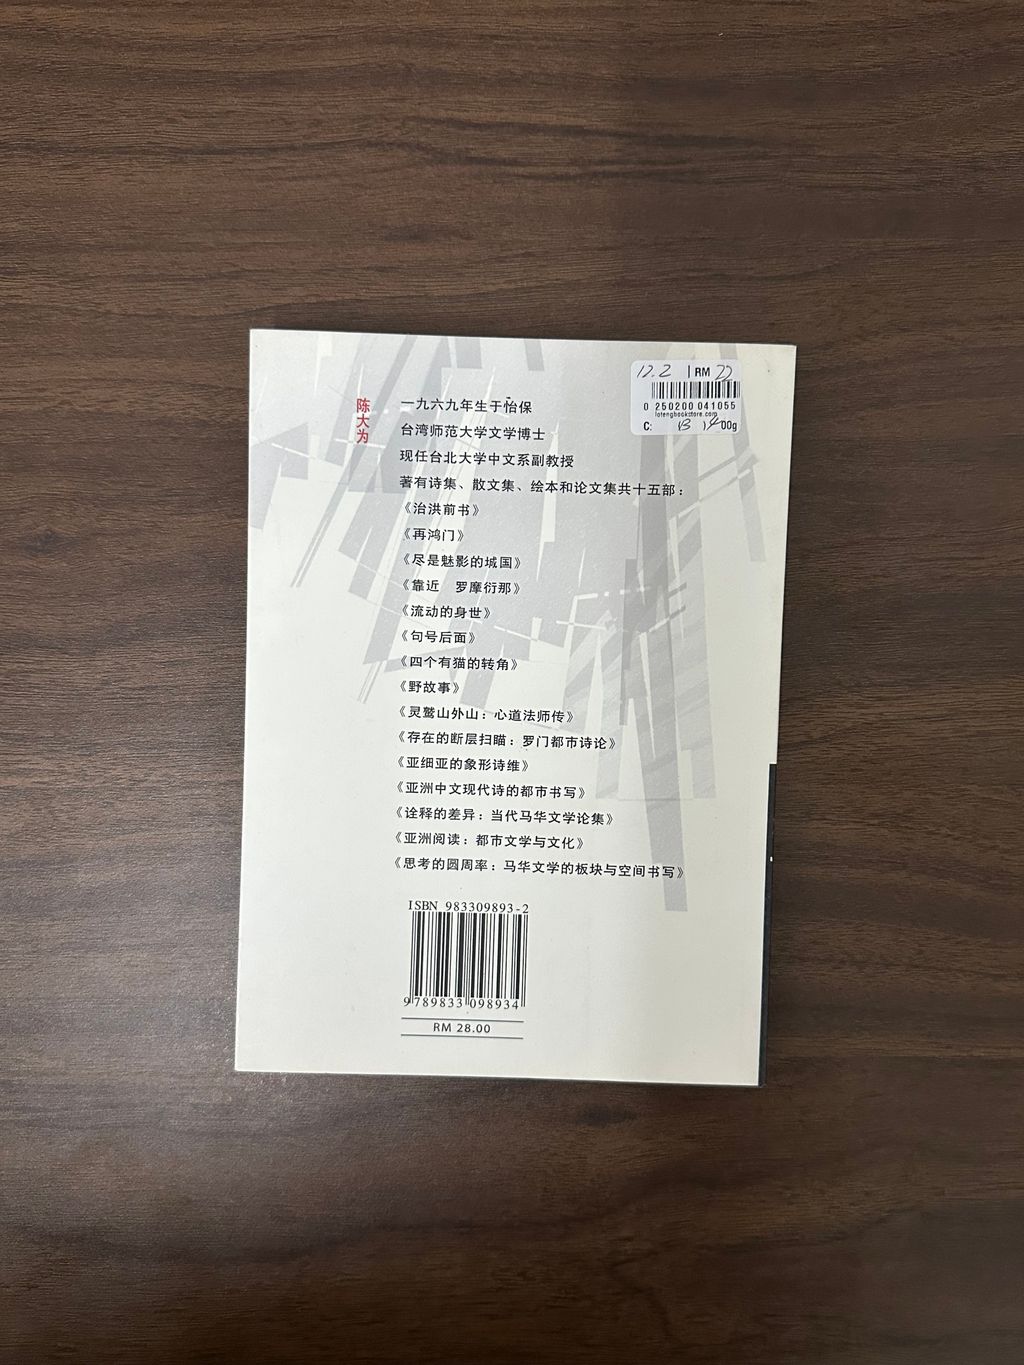 12.2 RM 22
0 250200 041055
lotengbookstore.com
C: 00g
陈大为
一九六九年生于怡保
台湾师范大学文学博士
现任台北大学中文系副教授
著有诗集、散文集、绘本和论文集共十五部：
《治洪前书》
《再鸿门》
《尽是魅影的城国》
《靠近　罗摩衍那》
《流动的身世》
《句号后面》
《四个有猫的转角》
《野故事》
《灵鹫山外山：心道法师传》
《存在的断层扫瞄：罗门都市诗论》
《亚细亚的象形诗维》
《亚洲中文现代诗的都市书写》
《诠释的差异：当代马华文学论集》
《亚洲阅读：都市文学与文化》
《思考的圆周率：马华文学的板块与空间书写》
ISBN 983309893-2
9 789833 098934
RM 28.00